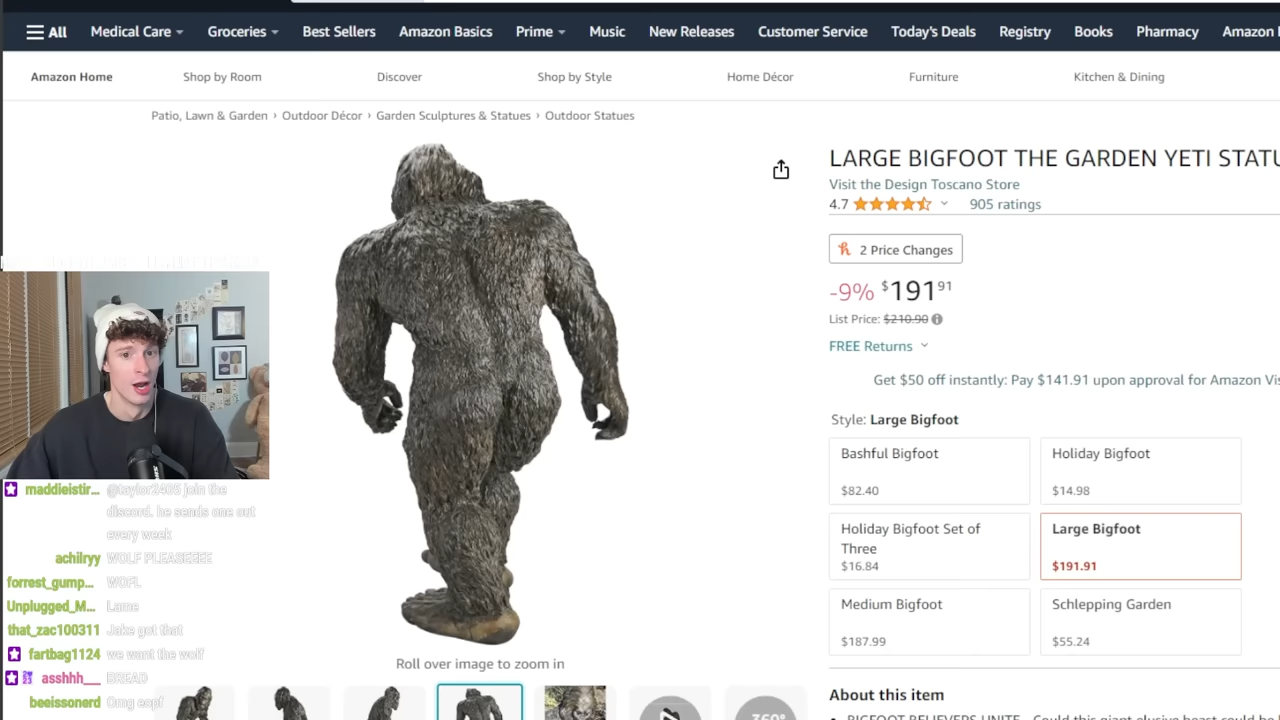 All
Medical Care
Groceries
Best Sellers
Amazon Basics
Prime
Music
New Releases
Customer Service
Today's Deals
Registry
Books
Pharmacy
Amazon
Amazon Home
Shop by Room
Discover
Shop by Style
Home Décor
Furniture
Kitchen & Dining
Patio, Lawn & Garden › Outdoor Décor › Garden Sculptures & Statues › Outdoor Statues
LARGE BIGFOOT THE GARDEN YETI STATU
Visit the Design Toscano Store
4.7
905 ratings
2 Price Changes
-9% $191 91
List Price: $210.90
FREE Returns
Get $50 off instantly: Pay $141.91 upon approval for Amazon Vis
Style: Large Bigfoot
Bashful Bigfoot
$82.40
Holiday Bigfoot
$14.98
Holiday Bigfoot Set of
Three
$16.84
Large Bigfoot
$191.91
Medium Bigfoot
$187.99
Schlepping Garden
$55.24
About this item
Roll over image to zoom in
360°
maddieistir... @taylor3405 join the
discord. he sends one out
every week
achilryy WOLF PLEASEEEE
forrest_gump... WOFL
Unplugged_M... Lame
that_zac100311 Jake got that
fartbag1124 we want the wolf
asshhh__ BREAD
beeissonerd Omg eopf